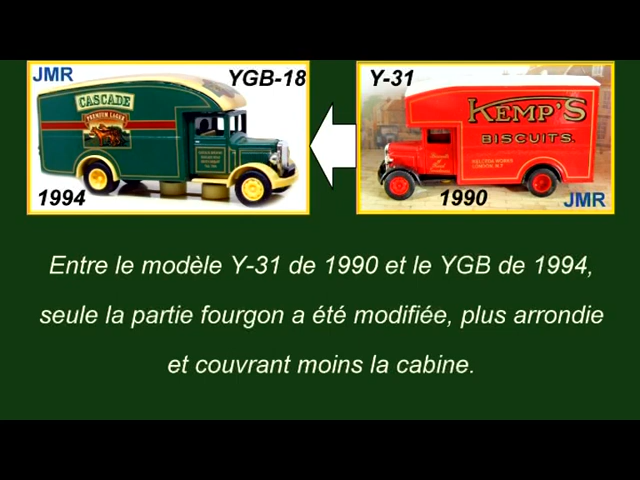 JMR
YGB-18
CASCADE
PREMIUM LAGER
1994
Y-31
KEMP'S
BISCUITS.
1990
JMR
Entre le modèle Y-31 de 1990 et le YGB de 1994,
seule la partie fourgon a été modifiée, plus arrondie
et couvrant moins la cabine.